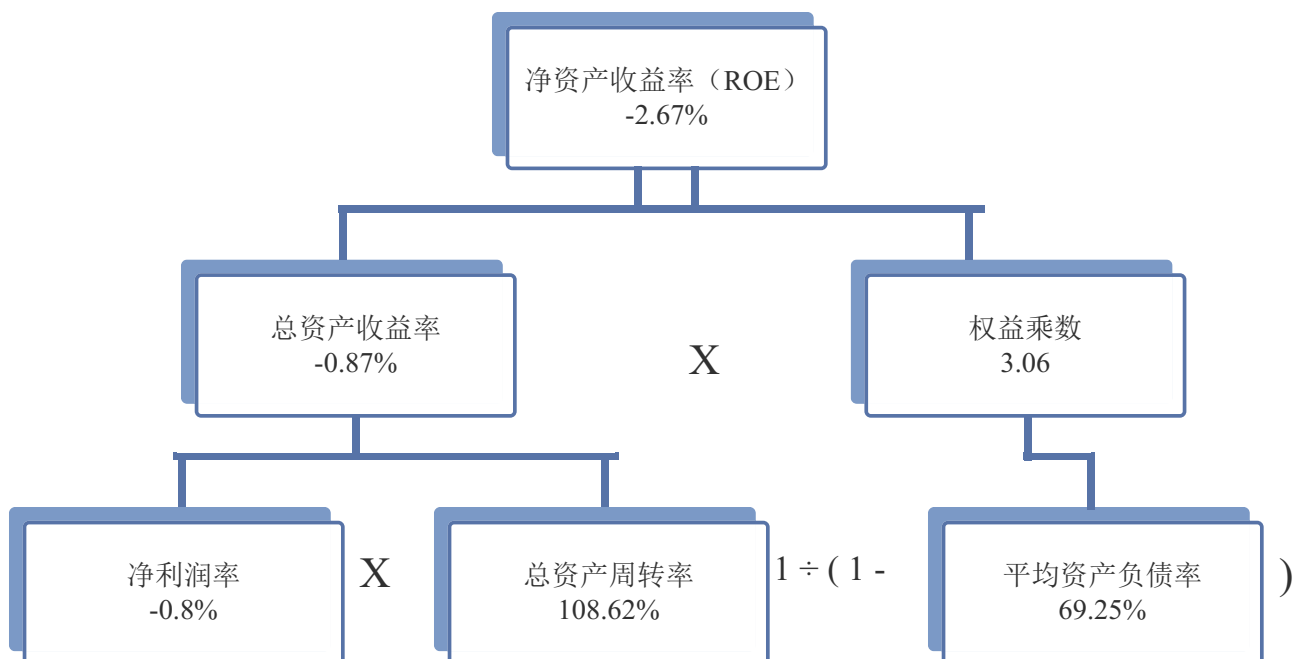 净资产收益率（ROE）
-2.67%
总资产收益率
-0.87%
X
权益乘数
3.06
净利润率
-0.8%
X
总资产周转率
108.62%
1 ÷ ( 1 -
平均资产负债率
69.25%
)